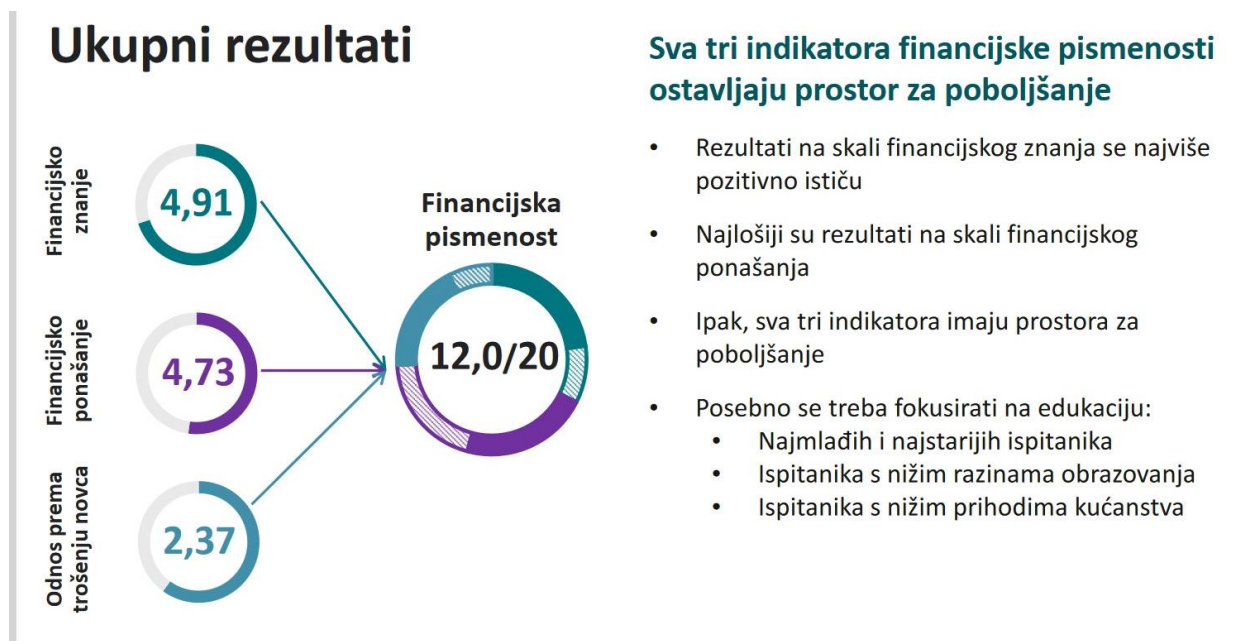 Ukupni rezultati
Financijsko
znanje
4,91
Financijsko
ponašanje
4,73
Odnos prema
trošenju novca
2,37
Financijska
pismenost
12,0/20
Sva tri indikatora financijske pismenosti
ostavljaju prostor za poboljšanje
• Rezultati na skali financijskog znanja se najviše
pozitivno ističu
• Najlošiji su rezultati na skali financijskog
ponašanja
• Ipak, sva tri indikatora imaju prostora za
poboljšanje
• Posebno se treba fokusirati na edukaciju:
• Najmlađih i najstarijih ispitanika
• Ispitanika s nižim razinama obrazovanja
• Ispitanika s nižim prihodima kućanstva